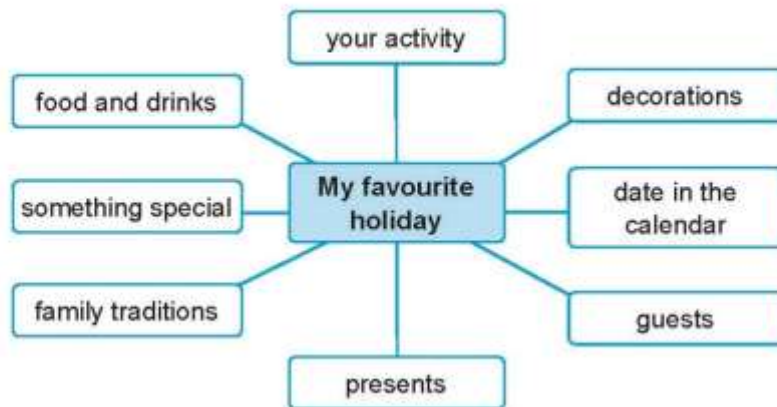 your activity
food and drinks
decorations
My favourite
holiday
something special
date in the
calendar
family traditions
guests
presents